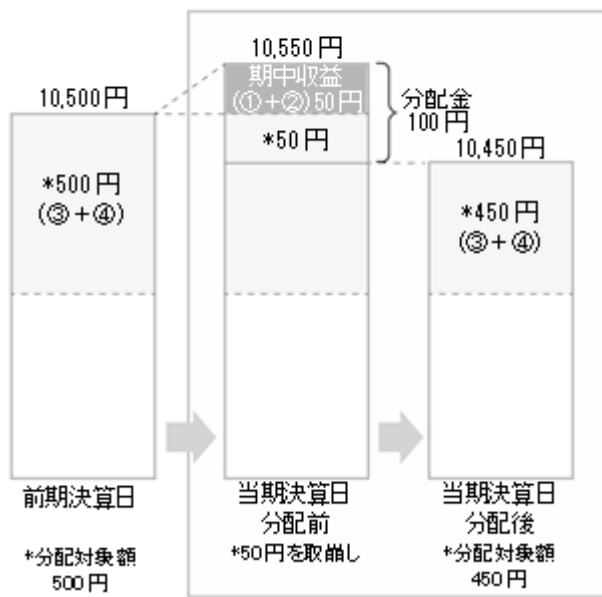 10,550円
期中収益
(①+②)50円
分配金
100円
10,500円
*50円
10,450円
*500円
(③+④)
*450円
(③+④)
前期決算日
当期決算日
分配前
当期決算日
分配後
*分配対象額
500円
*50円を取崩し
*分配対象額
450円